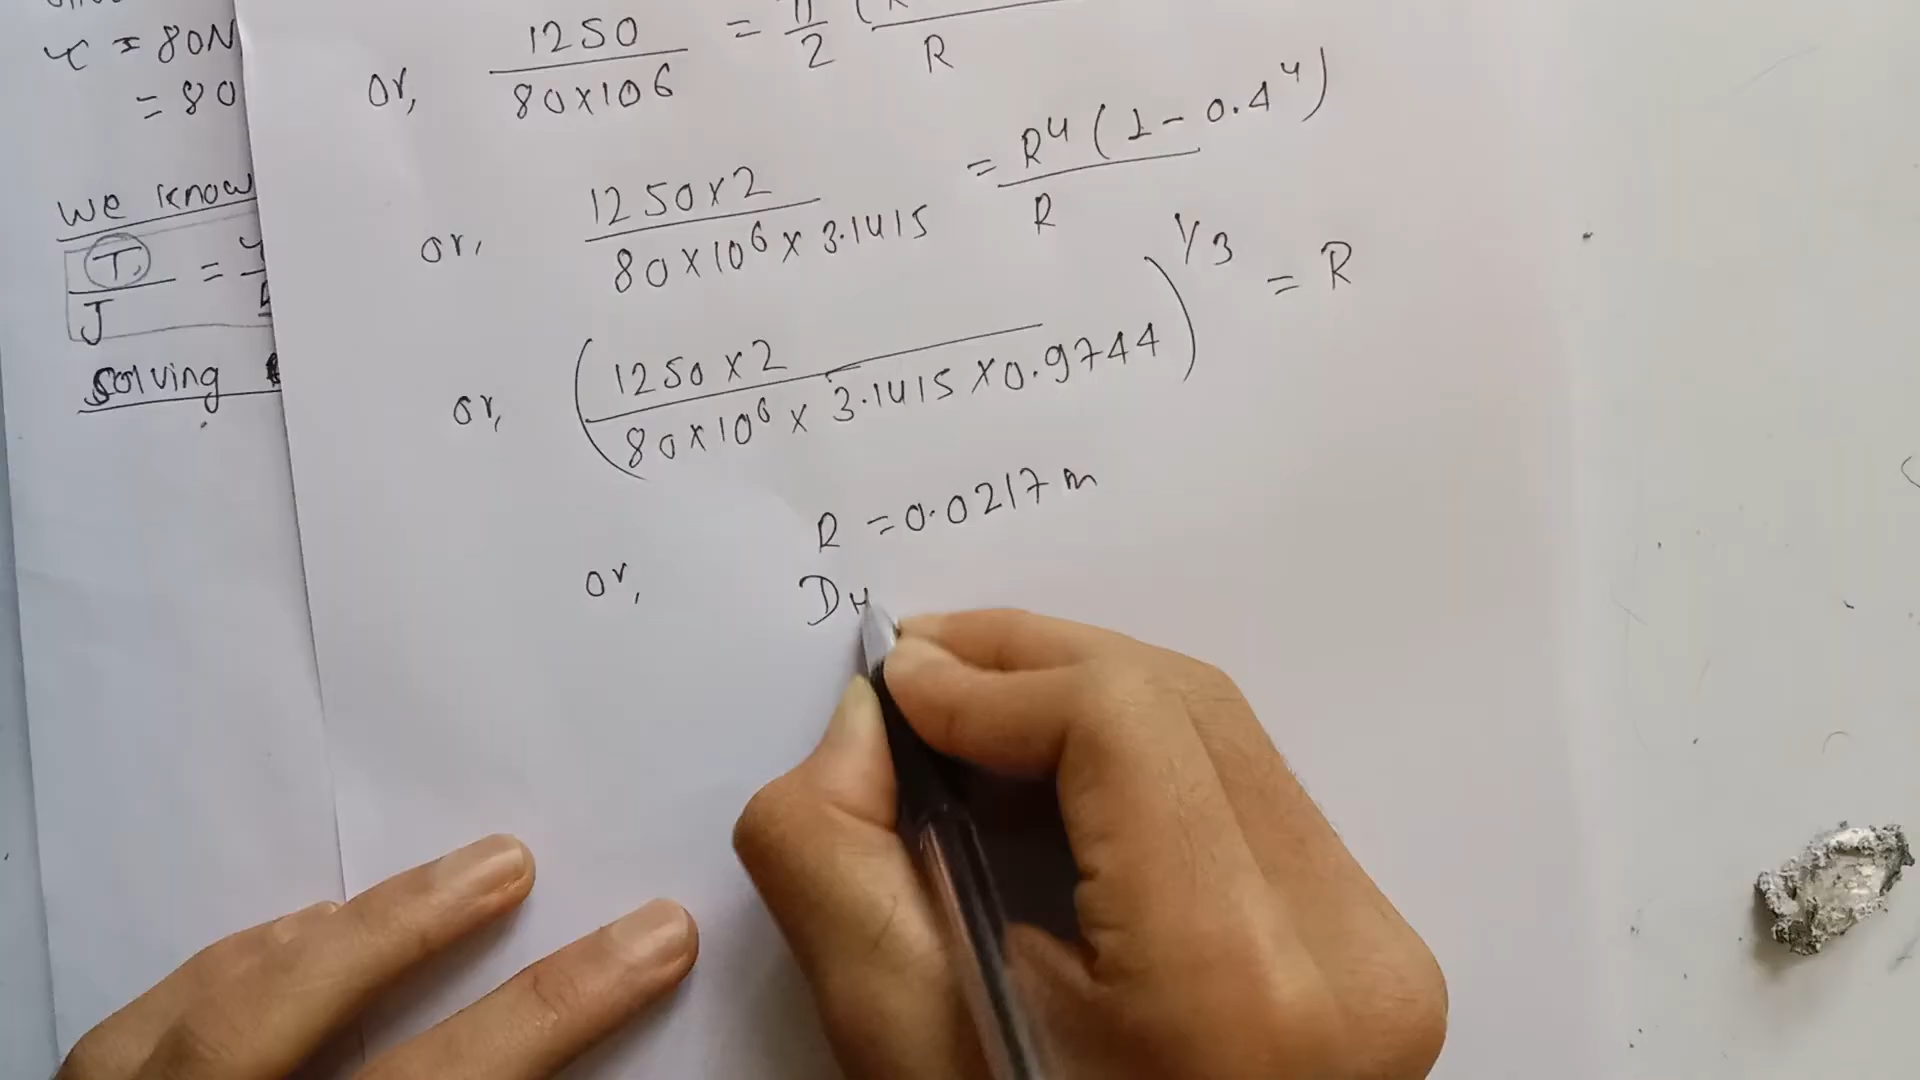 τ = 80N
= 80
We know
T / J =
Solving
or, 1250 / 80×10⁶ = π/2 ( / R
or, 1250×2 / 80×10⁶×3.1415 = R⁴(1-0.4⁴) / R
or, (1250×2 / 80×10⁶×3.1415×0.9744)^1/3 = R
R = 0.0217 m
or, DH